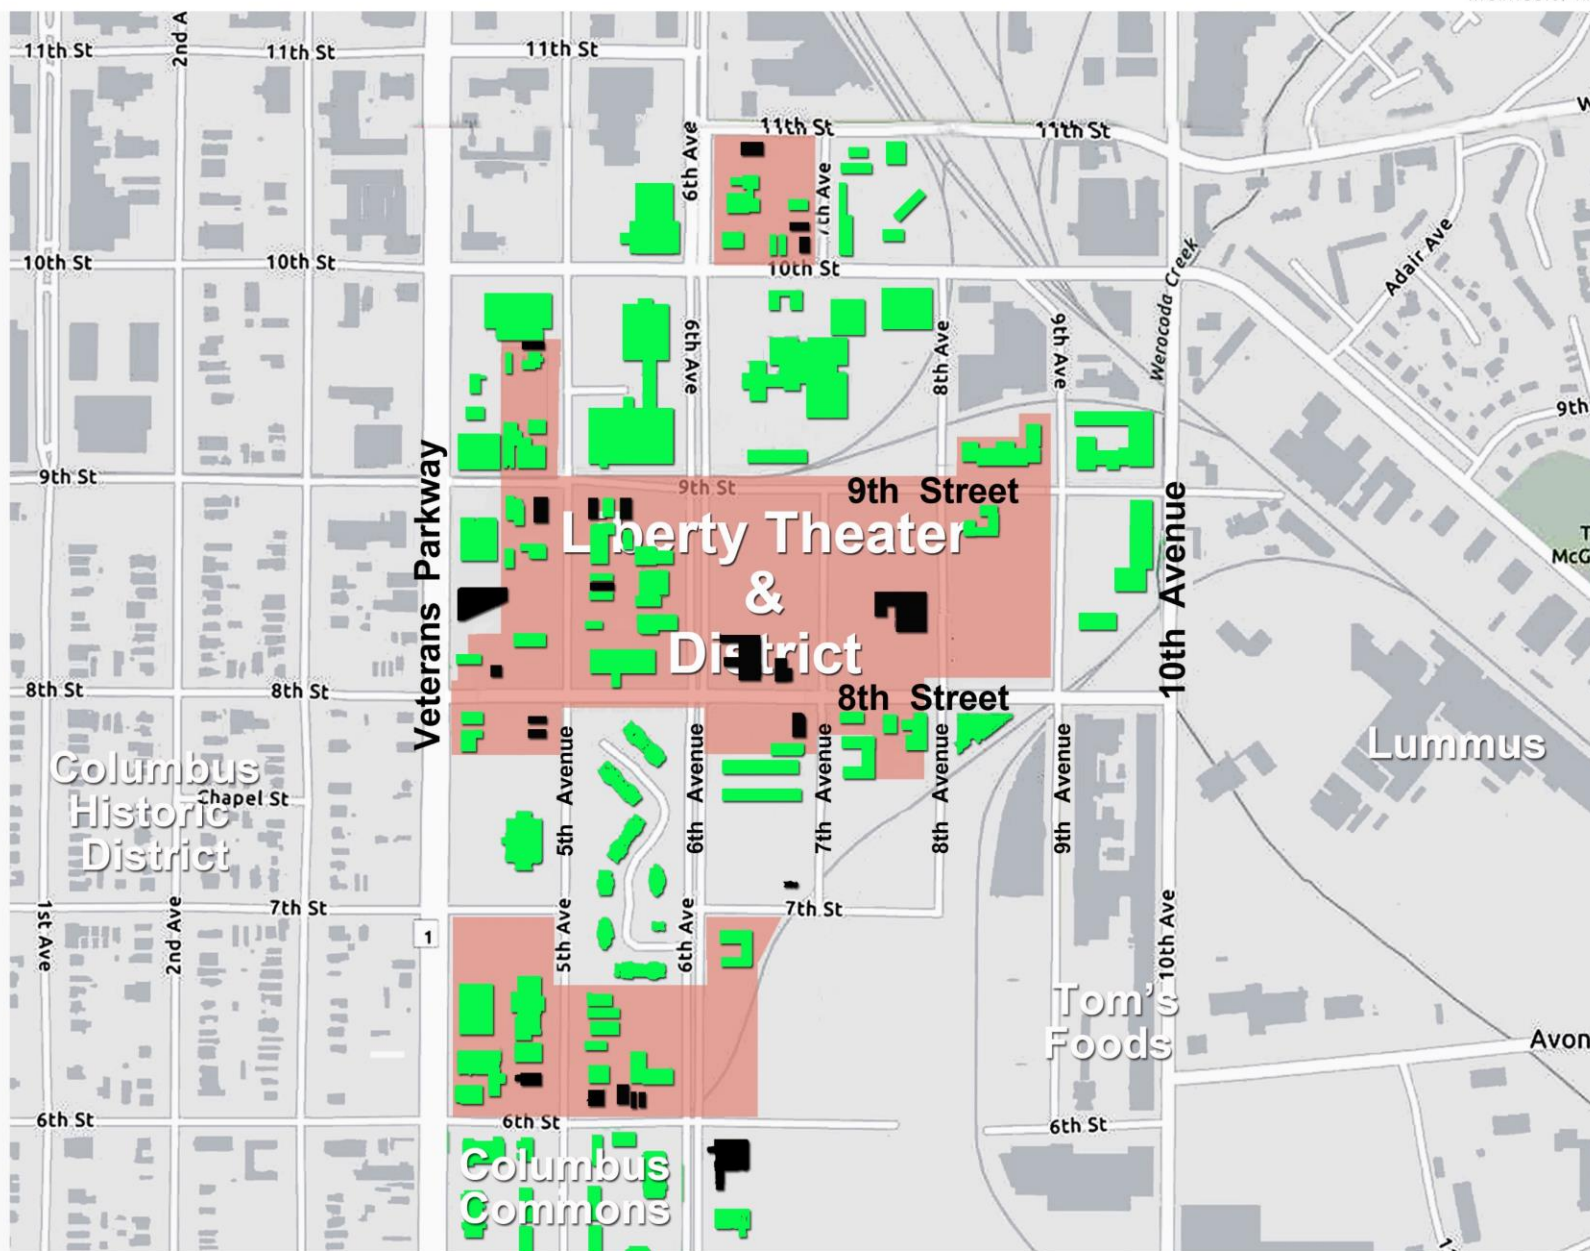 11th St
2nd A
11th St
11th St
6th Ave
11th St
7th Ave
11th St
10th St
10th St
10th St
Werocoda Creek
Adair Ave
6th Ave
8th Ave
9th Ave
9th
Veterans Parkway
9th St
9th St
9th Street
10th Avenue
Liberty Theater
&
District
McG
8th St
8th St
8th Street
Columbus
Historic
District
Chapel St
5th Avenue
6th Avenue
7th Avenue
8th Avenue
9th Avenue
Lummus
1st Ave
2nd Ave
7th St
1
5th Ave
6th Ave
7th St
10th Ave
Tom's
Foods
Avon
6th St
6th St
6th St
Columbus
Commons